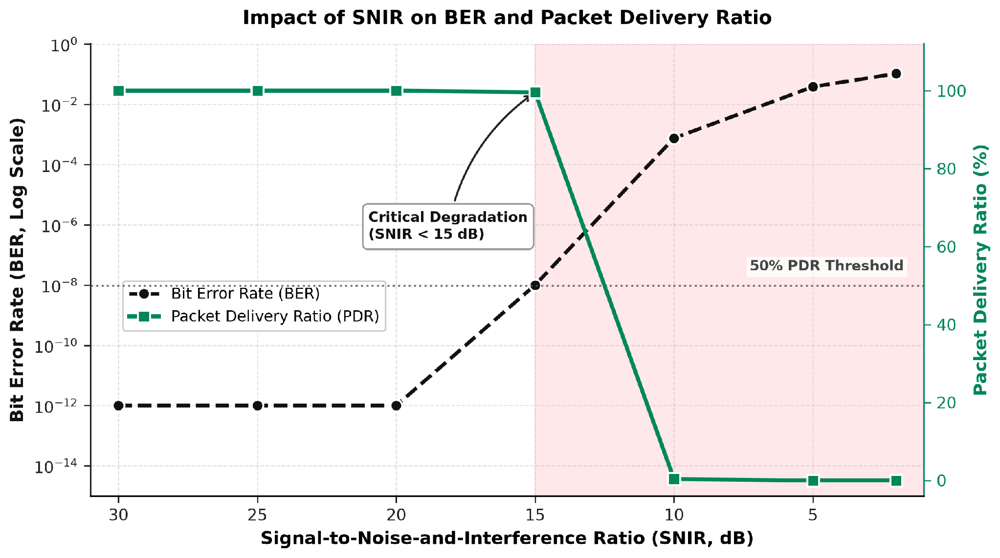 Impact of SNIR on BER and Packet Delivery Ratio
Bit Error Rate (BER, Log Scale)
10⁰
10⁻²
10⁻⁴
10⁻⁶
10⁻⁸
10⁻¹⁰
10⁻¹²
10⁻¹⁴
Critical Degradation
(SNIR < 15 dB)
50% PDR Threshold
Bit Error Rate (BER)
Packet Delivery Ratio (PDR)
100
80
60
40
20
0
Packet Delivery Ratio (%)
30 25 20 15 10 5
Signal-to-Noise-and-Interference Ratio (SNIR, dB)